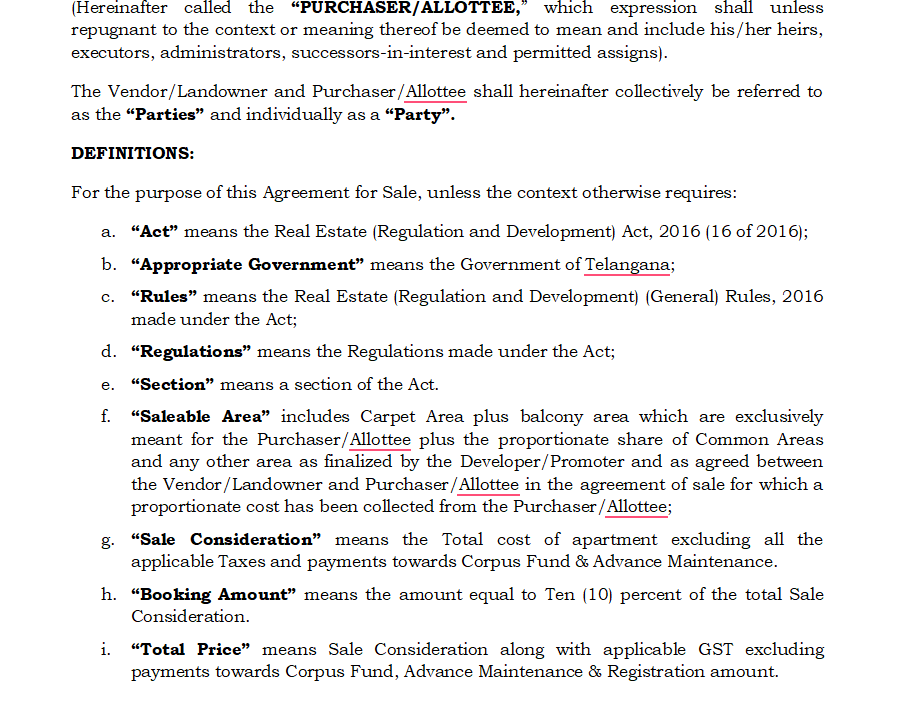 (Hereinafter called the “PURCHASER/ALLOTTEE,” which expression shall unless
repugnant to the context or meaning thereof be deemed to mean and include his/her heirs,
executors, administrators, successors-in-interest and permitted assigns).
The Vendor/Landowner and Purchaser/Allottee shall hereinafter collectively be referred to
as the “Parties” and individually as a “Party”.
DEFINITIONS:
For the purpose of this Agreement for Sale, unless the context otherwise requires:
a. “Act” means the Real Estate (Regulation and Development) Act, 2016 (16 of 2016);
b. “Appropriate Government” means the Government of Telangana;
c. “Rules” means the Real Estate (Regulation and Development) (General) Rules, 2016
made under the Act;
d. “Regulations” means the Regulations made under the Act;
e. “Section” means a section of the Act.
f. “Saleable Area” includes Carpet Area plus balcony area which are exclusively
meant for the Purchaser/Allottee plus the proportionate share of Common Areas
and any other area as finalized by the Developer/Promoter and as agreed between
the Vendor/Landowner and Purchaser/Allottee in the agreement of sale for which a
proportionate cost has been collected from the Purchaser/Allottee;
g. “Sale Consideration” means the Total cost of apartment excluding all the
applicable Taxes and payments towards Corpus Fund & Advance Maintenance.
h. “Booking Amount” means the amount equal to Ten (10) percent of the total Sale
Consideration.
i. “Total Price” means Sale Consideration along with applicable GST excluding
payments towards Corpus Fund, Advance Maintenance & Registration amount.